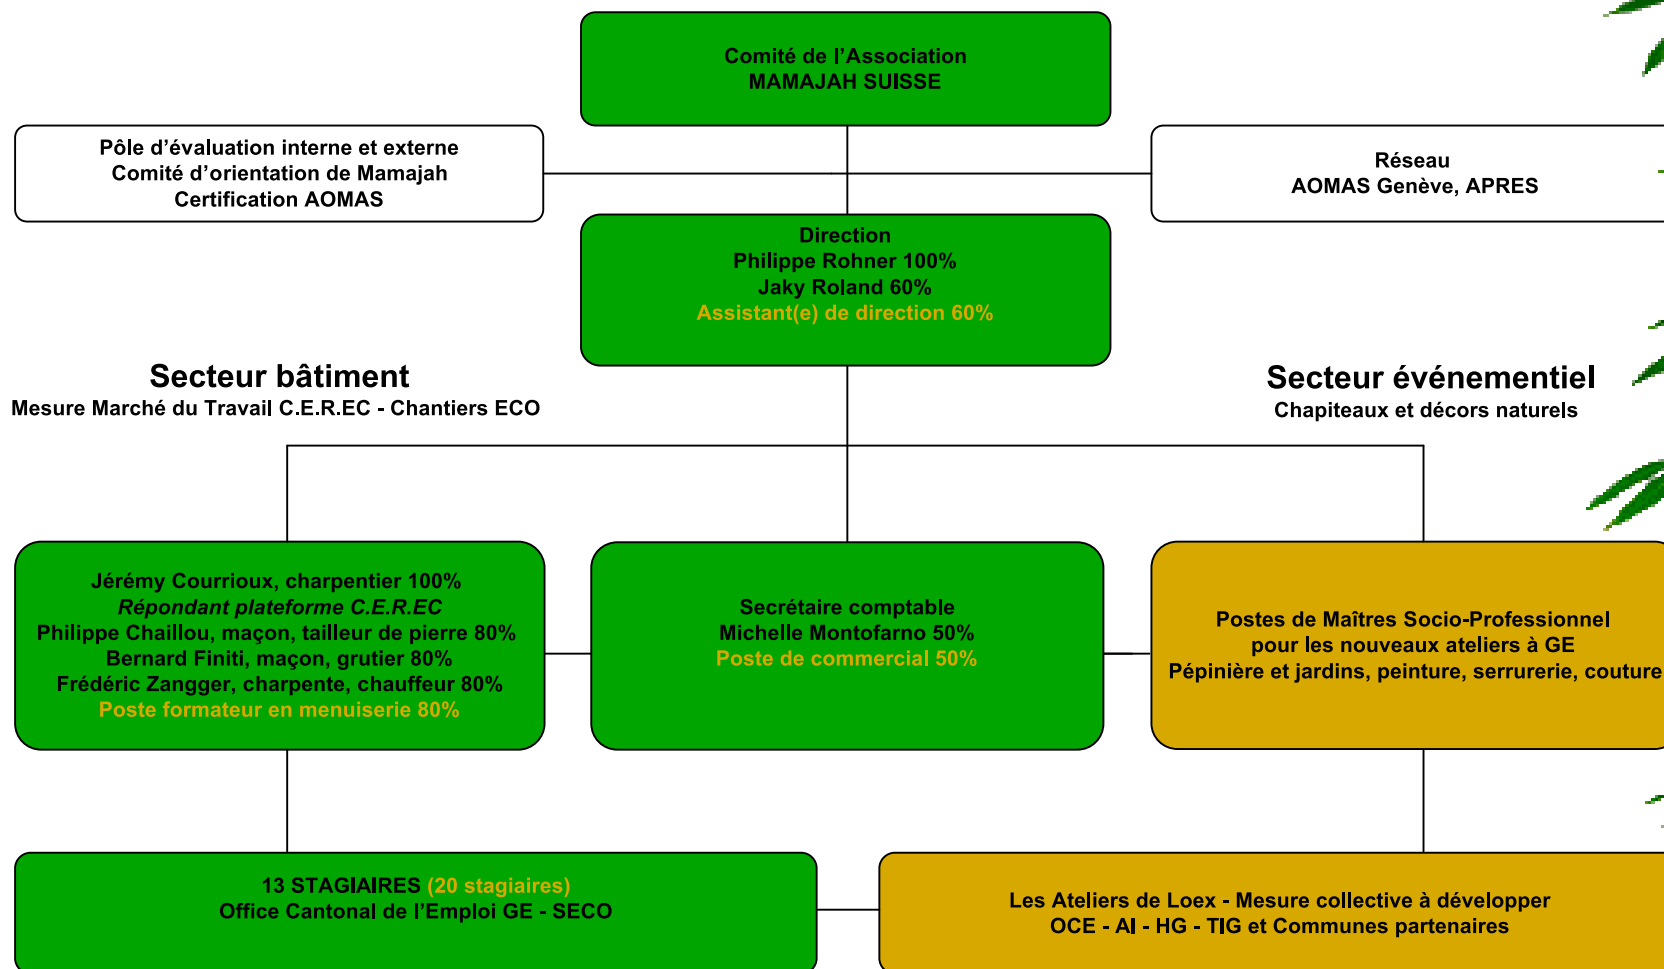 Comité de l'Association
MAMAJAH SUISSE
Pôle d'évaluation interne et externe
Comité d'orientation de Mamajah
Certification AOMAS
Réseau
AOMAS Genève, APRES
Direction
Philippe Rohner 100%
Jaky Roland 60%
Assistant(e) de direction 60%
Secteur bâtiment
Mesure Marché du Travail C.E.R.EC - Chantiers ECO
Secteur événementiel
Chapiteaux et décors naturels
Jérémy Courrioux, charpentier 100%
Répondant plateforme C.E.R.EC
Philippe Chaillou, maçon, tailleur de pierre 80%
Bernard Finiti, maçon, grutier 80%
Frédéric Zangger, charpente, chauffeur 80%
Poste formateur en menuiserie 80%
Secrétaire comptable
Michelle Montofarno 50%
Poste de commercial 50%
Postes de Maîtres Socio-Professionnel
pour les nouveaux ateliers à GE
Pépinière et jardins, peinture, serrurerie, couture
13 STAGIAIRES (20 stagiaires)
Office Cantonal de l'Emploi GE - SECO
Les Ateliers de Loex - Mesure collective à développer
OCE - AI - HG - TIG et Communes partenaires